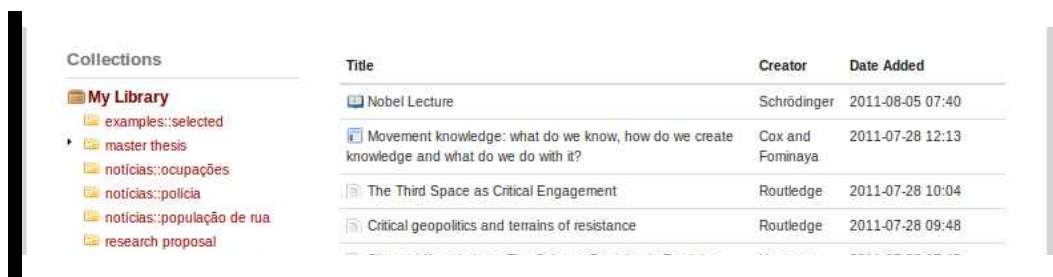 Collections
My Library
examples::selected
master thesis
notícias::ocupações
notícias::polícia
notícias::população de rua
research proposal
Title Creator Date Added
Nobel Lecture Schrödinger 2011-08-05 07:40
Movement knowledge: what do we know, how do we create Cox and 2011-07-28 12:13
knowledge and what do we do with it? Fominaya
The Third Space as Critical Engagement Routledge 2011-07-28 10:04
Critical geopolitics and terrains of resistance Routledge 2011-07-28 09:48